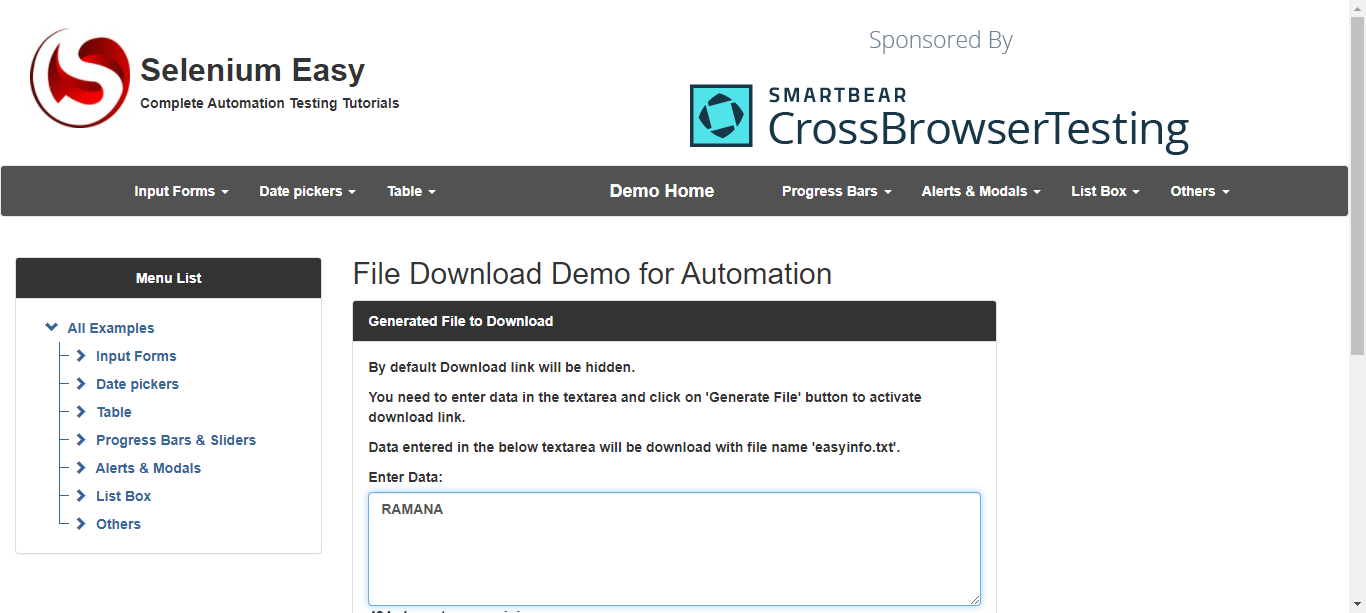 Sponsored By
Selenium Easy
Complete Automation Testing Tutorials
SMARTBEAR
CrossBrowserTesting
Input Forms Date pickers Table Demo Home Progress Bars Alerts & Modals List Box Others
Menu List
All Examples
Input Forms
Date pickers
Table
Progress Bars & Sliders
Alerts & Modals
List Box
Others
File Download Demo for Automation
Generated File to Download
By default Download link will be hidden.
You need to enter data in the textarea and click on 'Generate File' button to activate
download link.
Data entered in the below textarea will be download with file name 'easyinfo.txt'.
Enter Data:
RAMANA